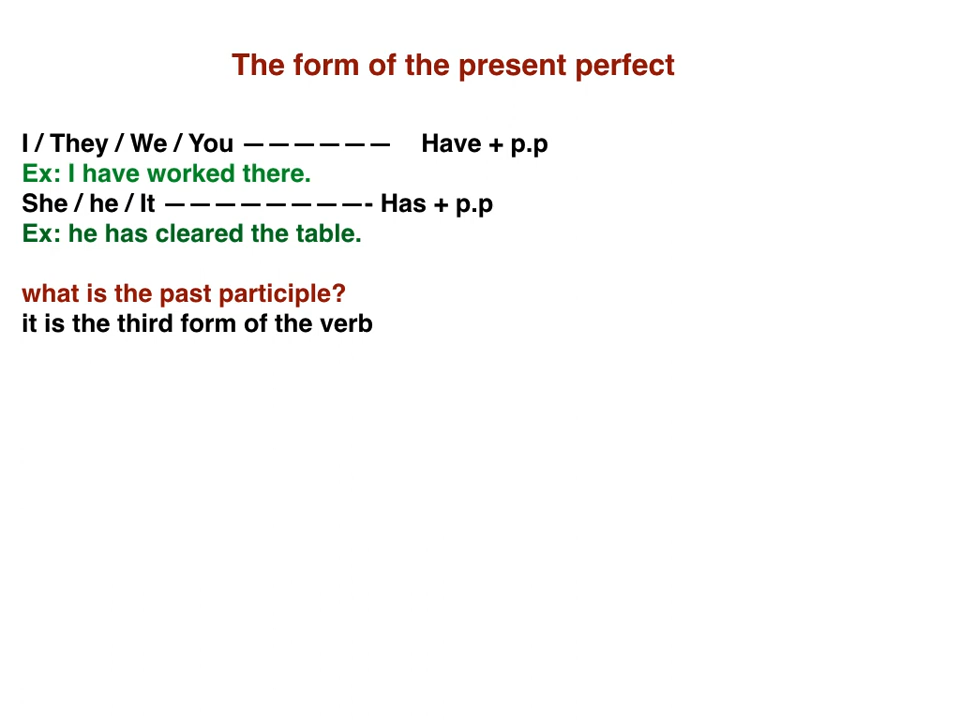 The form of the present perfect
I / They / We / You —————— Have + p.p
Ex: I have worked there.
She / he / It ————————- Has + p.p
Ex: he has cleared the table.
what is the past participle?
it is the third form of the verb